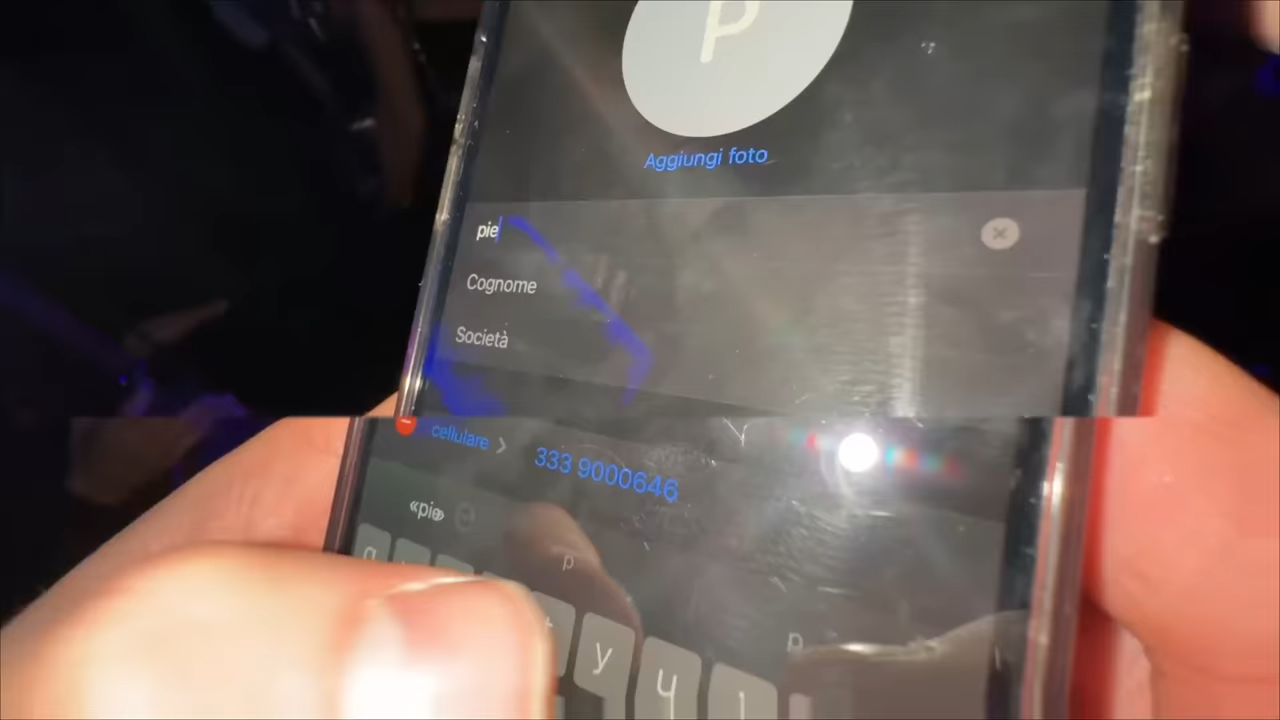 P
Aggiungi foto
pie
Cognome
Società
cellulare
333 9000646
«pie»
p
p
y